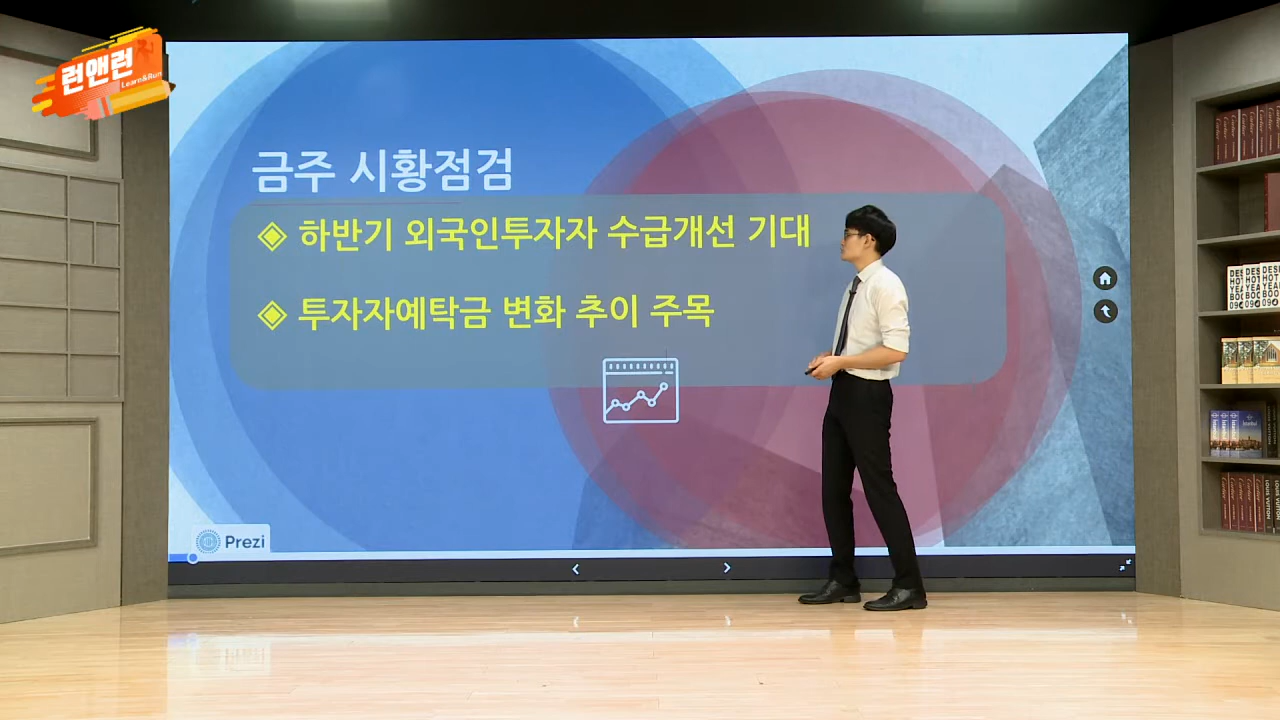 런앤런
Learn&Run
금주 시황점검
◈ 하반기 외국인투자자 수급개선 기대
◈ 투자자예탁금 변화 추이 주목
Prezi